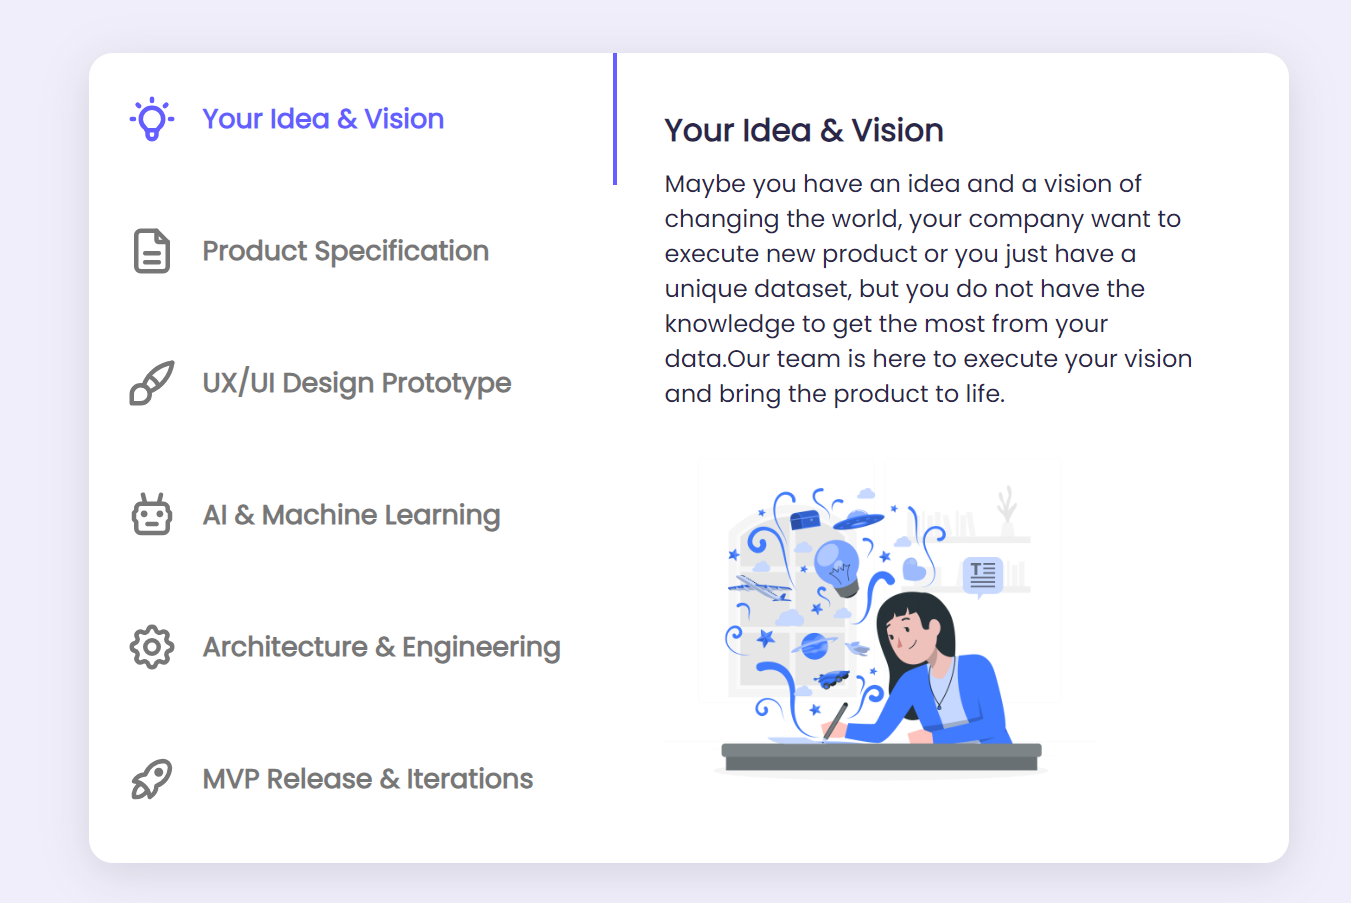 Your Idea & Vision
Product Specification
UX/UI Design Prototype
AI & Machine Learning
Architecture & Engineering
MVP Release & Iterations
Your Idea & Vision
Maybe you have an idea and a vision of
changing the world, your company want to
execute new product or you just have a
unique dataset, but you do not have the
knowledge to get the most from your
data.Our team is here to execute your vision
and bring the product to life.
T